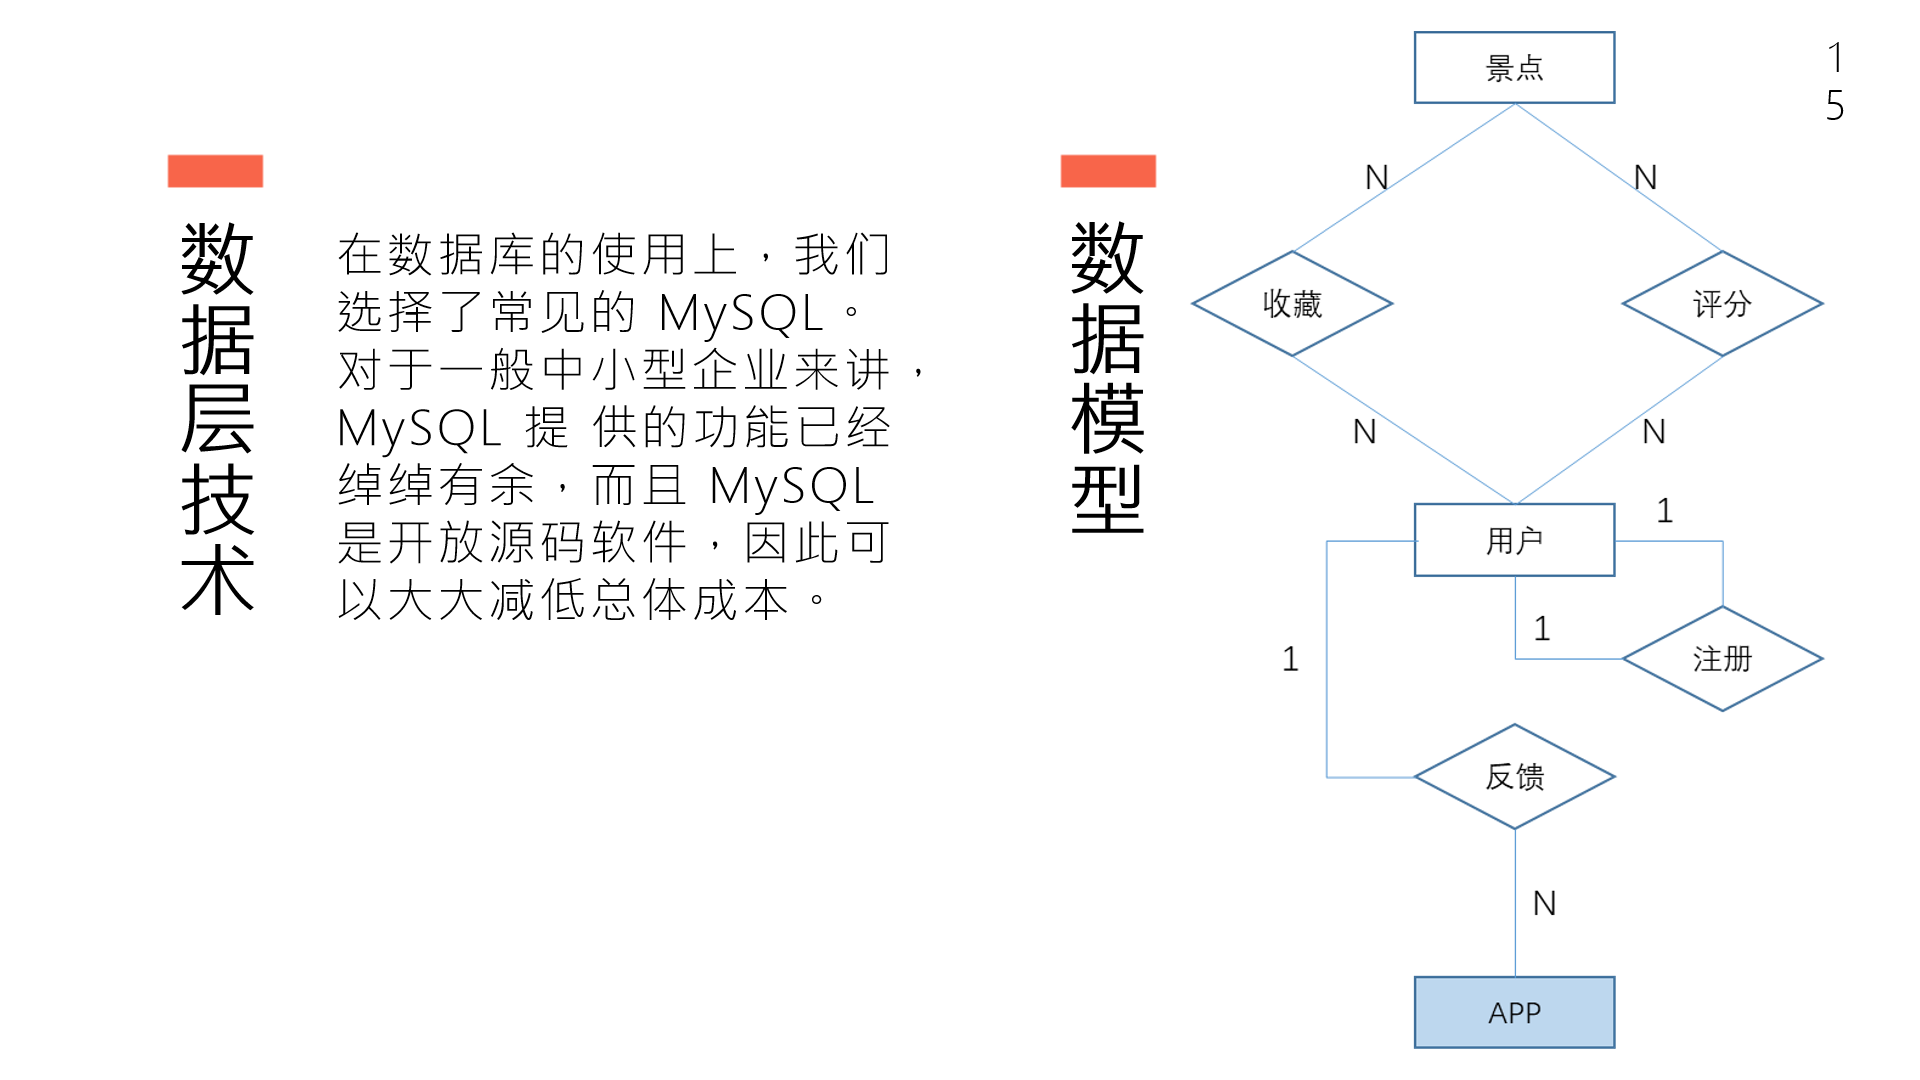 数据层技术
在数据库的使用上，我们
选择了常见的 MySQL。
对于一般中小型企业来讲，
MySQL 提 供的功能已经
绰绰有余，而且 MySQL
是开放源码软件，因此可
以大大减低总体成本。
数据模型
15
景点
N
N
收藏
评分
N
N
用户
1
1
1
注册
反馈
N
APP